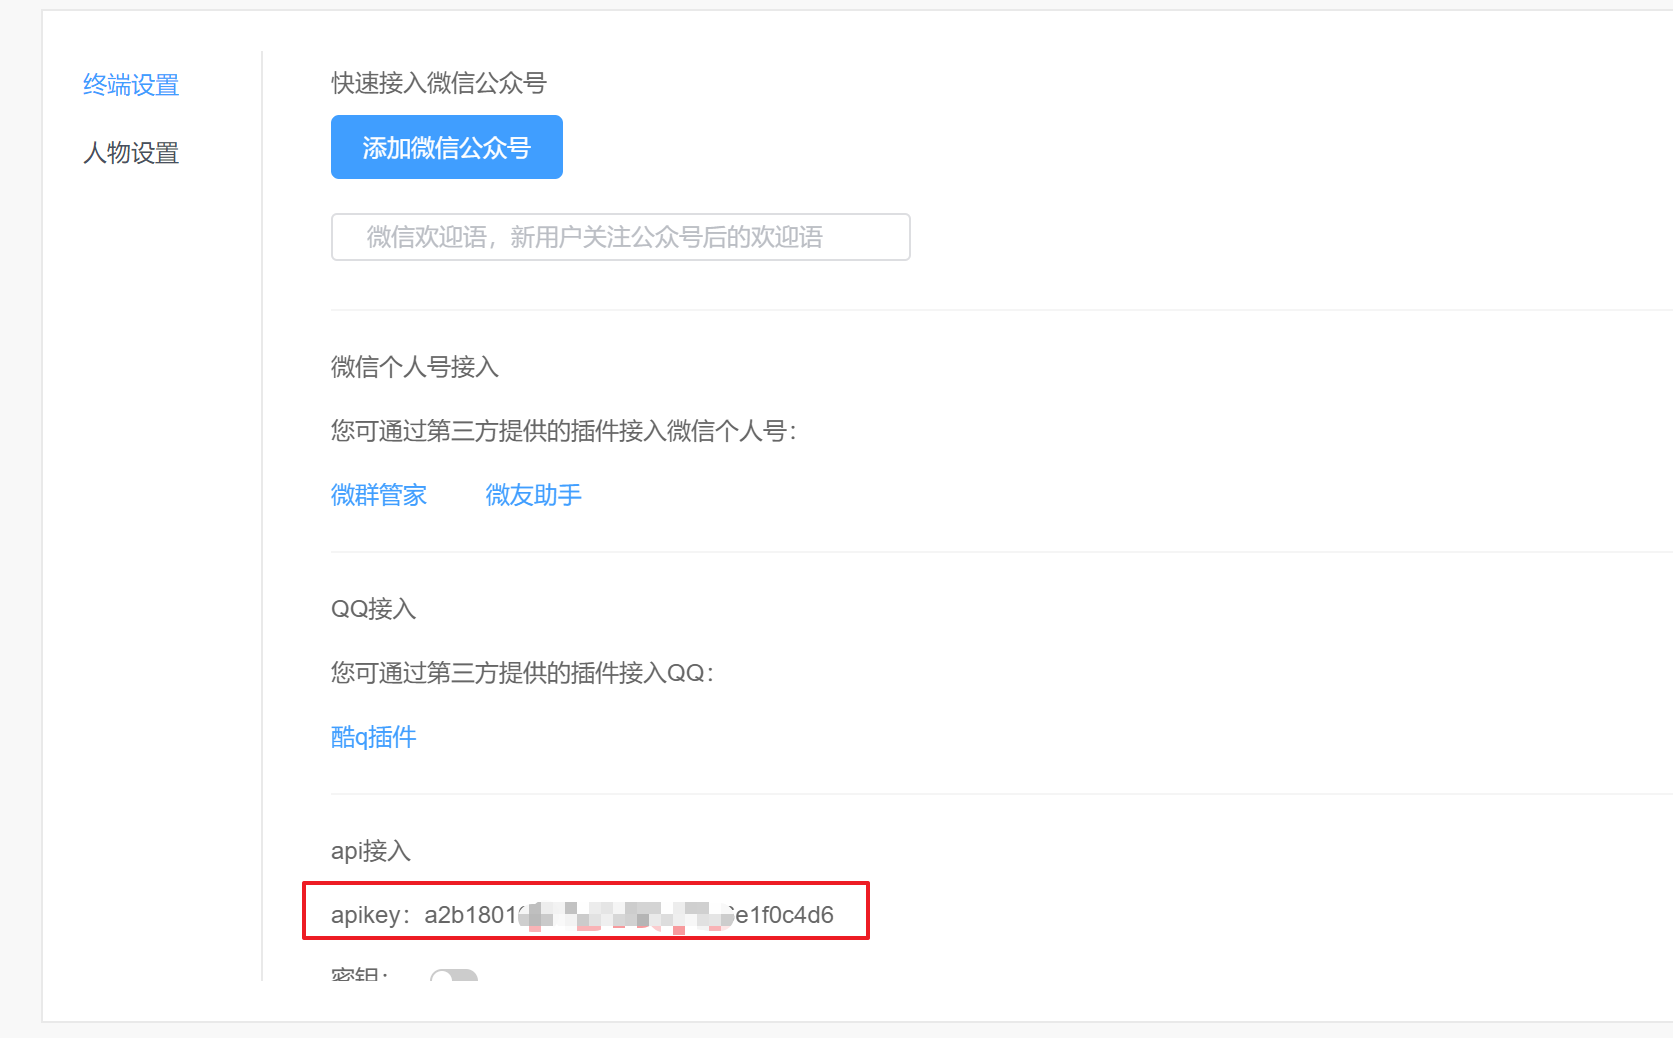 终端设置
人物设置
快速接入微信公众号
添加微信公众号
微信欢迎语，新用户关注公众号后的欢迎语
微信个人号接入
您可通过第三方提供的插件接入微信个人号：
微群管家 微友助手
QQ接入
您可通过第三方提供的插件接入QQ：
酷q插件
api接入
apikey：a2b1801 e1f0c4d6
密钥：